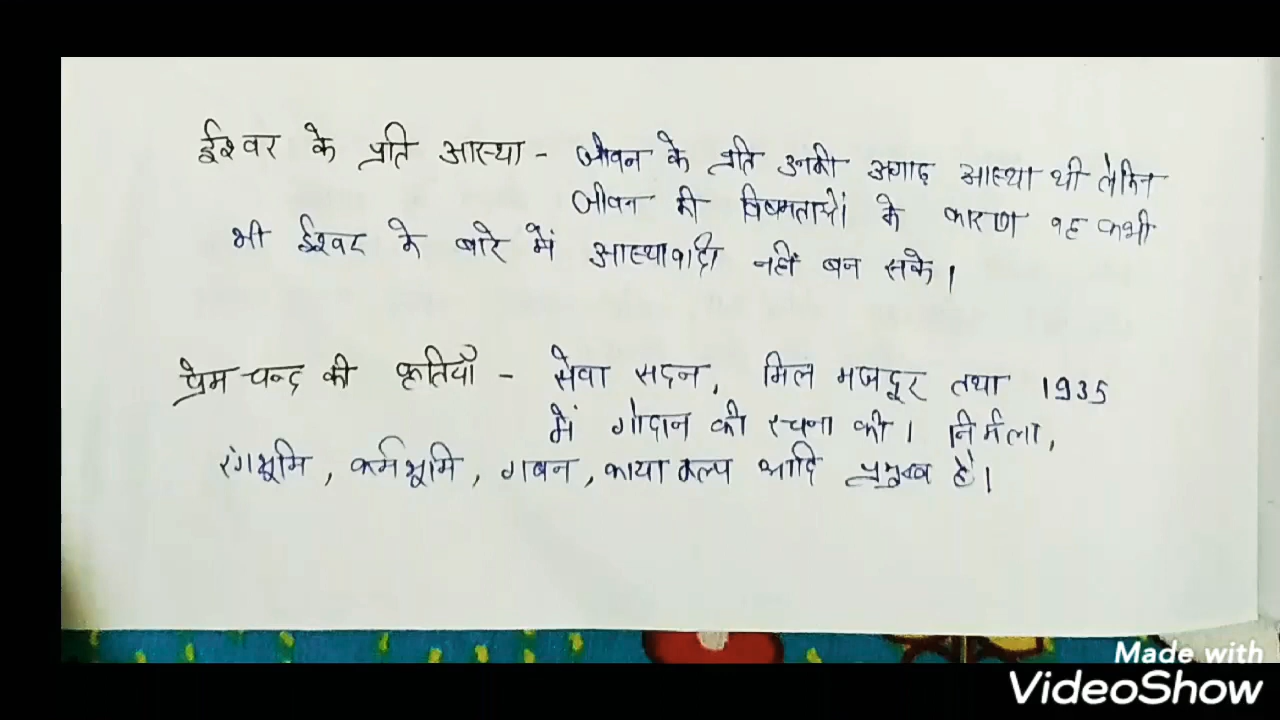 ईश्वर के प्रति आस्था - जीवन के प्रति उनकी अगाद आस्था थी लेकिन
जीवन की विषमताओं के कारण वह कभी
भी ईश्वर के बारे में आस्थावादी नहीं बन सके।
प्रेम चन्द की कृतियाँ - सेवा सदन, मिल मजदूर तथा 1935
में गोदान की रचना की। निर्मला,
रंगभूमि, कर्मभूमि, गबन, काया कल्प आदि प्रमुख है।
Made with
VideoShow